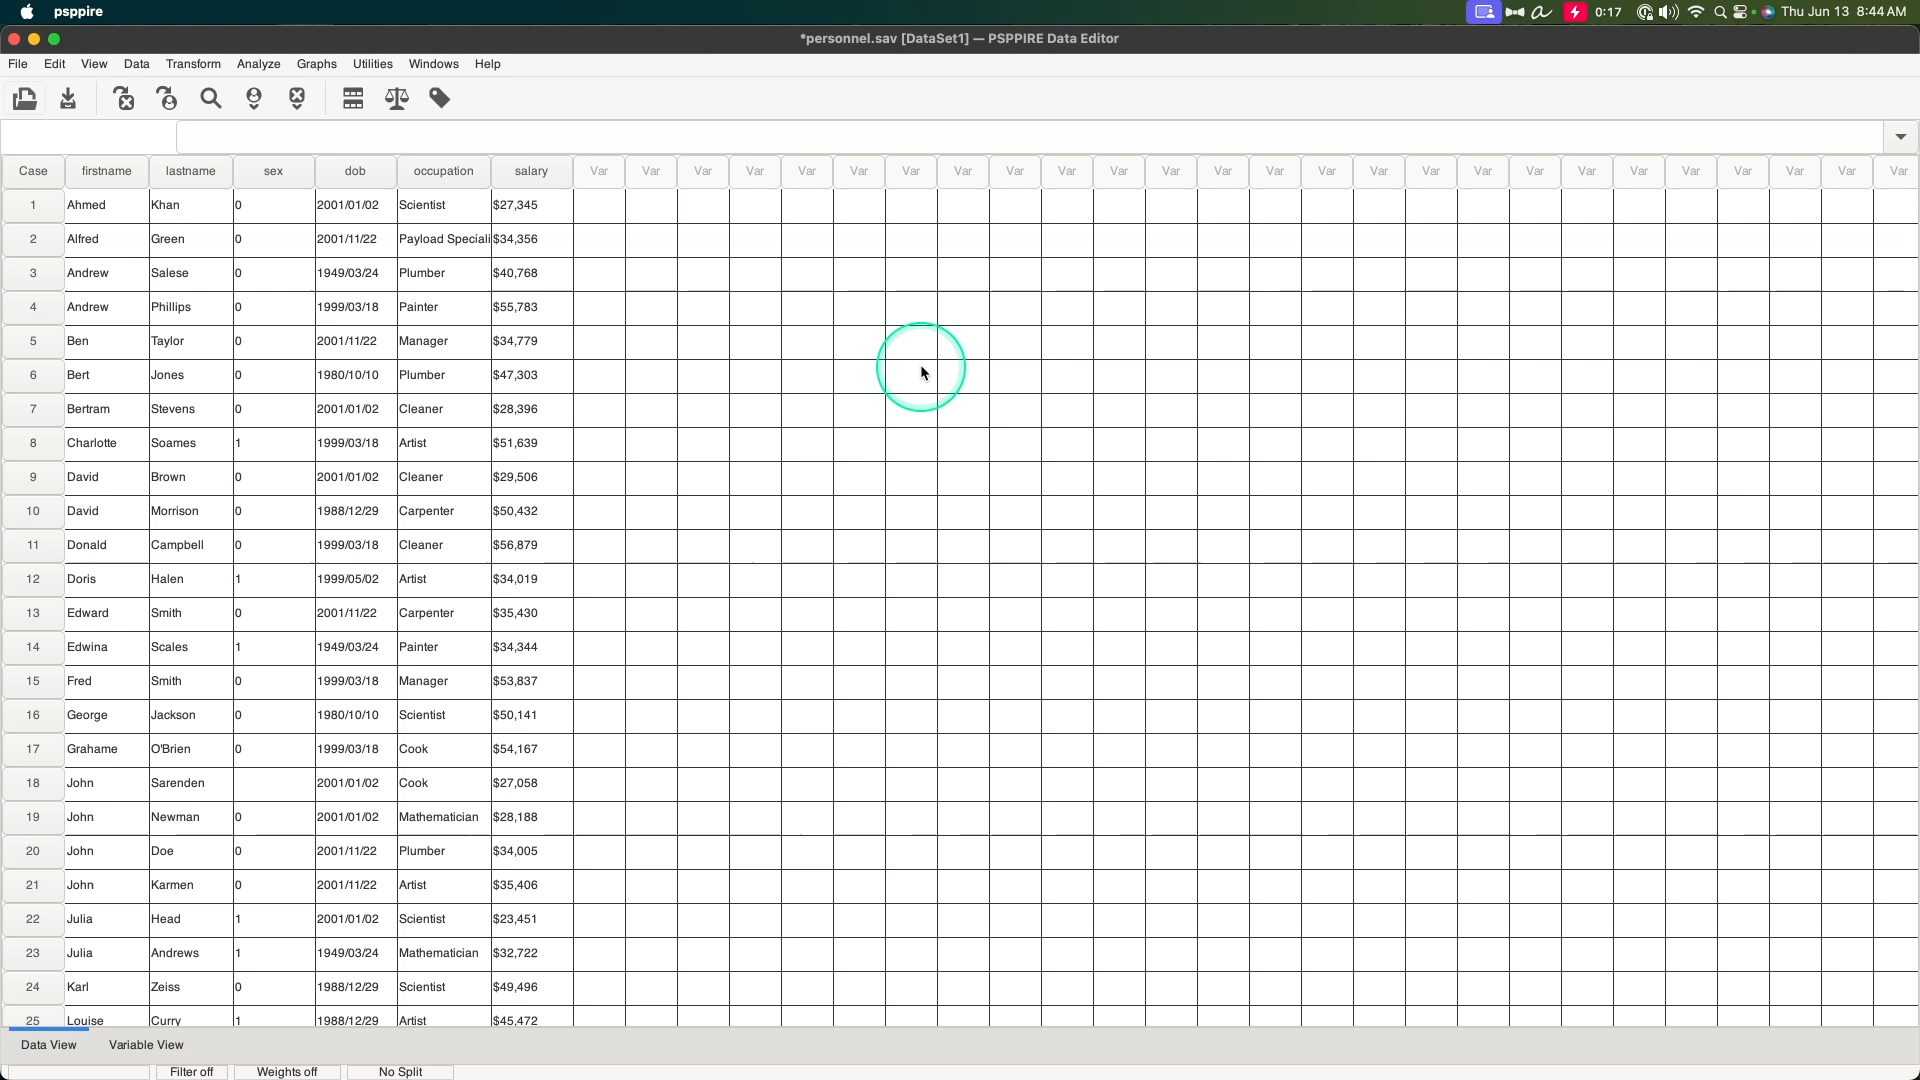 psppire 0:17 Thu Jun 13 8:44 AM
*personnel.sav [DataSet1] — PSPPIRE Data Editor
File Edit View Data Transform Analyze Graphs Utilities Windows Help
Case firstname lastname sex dob occupation salary Var Var Var Var Var Var Var Var Var Var Var Var Var Var Var Var Var Var Var Var Var Var Var Var Var Var
1 Ahmed Khan 0 2001/01/02 Scientist $27,345
2 Alfred Green 0 2001/11/22 Payload Speciali $34,356
3 Andrew Salese 0 1949/03/24 Plumber $40,768
4 Andrew Phillips 0 1999/03/18 Painter $55,783
5 Ben Taylor 0 2001/11/22 Manager $34,779
6 Bert Jones 0 1980/10/10 Plumber $47,303
7 Bertram Stevens 0 2001/01/02 Cleaner $28,396
8 Charlotte Soames 1 1999/03/18 Artist $51,639
9 David Brown 0 2001/01/02 Cleaner $29,506
10 David Morrison 0 1988/12/29 Carpenter $50,432
11 Donald Campbell 0 1999/03/18 Cleaner $56,879
12 Doris Halen 1 1999/05/02 Artist $34,019
13 Edward Smith 0 2001/11/22 Carpenter $35,430
14 Edwina Scales 1 1949/03/24 Painter $34,344
15 Fred Smith 0 1999/03/18 Manager $53,837
16 George Jackson 0 1980/10/10 Scientist $50,141
17 Grahame O'Brien 0 1999/03/18 Cook $54,167
18 John Sarenden 2001/01/02 Cook $27,058
19 John Newman 0 2001/01/02 Mathematician $28,188
20 John Doe 0 2001/11/22 Plumber $34,005
21 John Karmen 0 2001/11/22 Artist $35,406
22 Julia Head 1 2001/01/02 Scientist $23,451
23 Julia Andrews 1 1949/03/24 Mathematician $32,722
24 Karl Zeiss 0 1988/12/29 Scientist $49,496
25 Louise Curry 1 1988/12/29 Artist $45,472
Data View Variable View
Filter off Weights off No Split